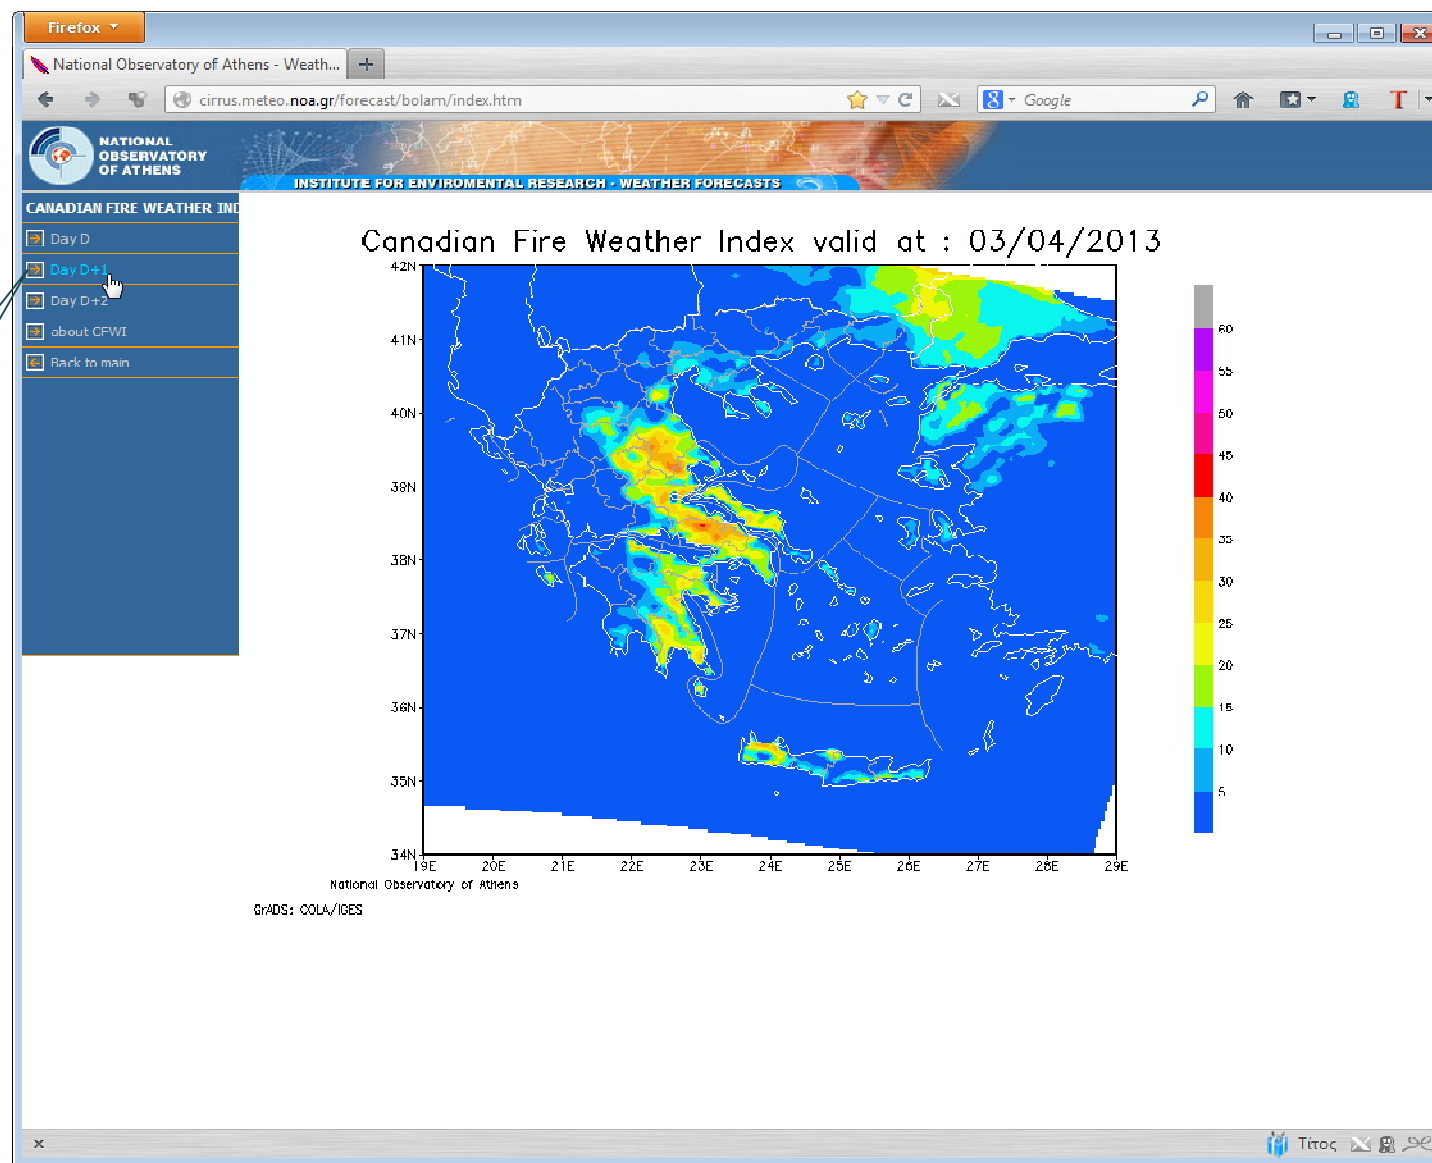 Firefox
National Observatory of Athens - Weath...
cirrus.meteo.noa.gr/forecast/bolam/index.htm
8
Google
T
NATIONAL
OBSERVATORY
OF ATHENS
INSTITUTE FOR ENVIROMENTAL RESEARCH - WEATHER FORECASTS
CANADIAN FIRE WEATHER IND
Day D
Day D+1
Day D+2
about CFWI
Back to main
Canadian Fire Weather Index valid at : 03/04/2013
42N
41N
40N
39N
38N
37N
36N
35N
34N
19E 20E 21E 22E 23E 24E 25E 26E 27E 28E 29E
60
55
50
45
40
35
30
25
20
15
10
5
National Observatory of Athens
GrADS: COLA/IGES
x
Τίτος